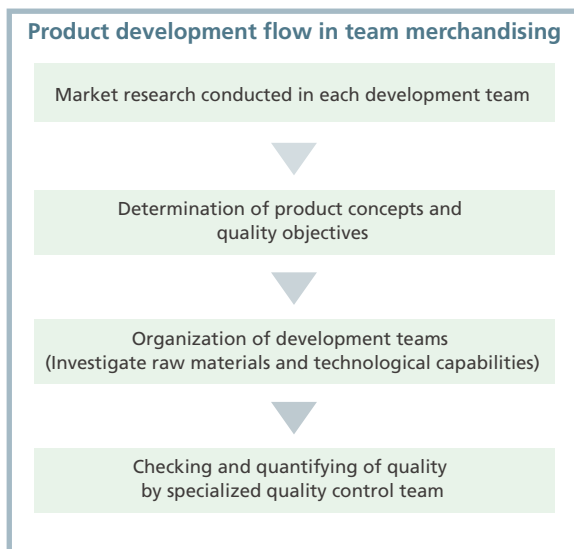 Product development flow in team merchandising
Market research conducted in each development team
Determination of product concepts and
quality objectives
Organization of development teams
(Investigate raw materials and technological capabilities)
Checking and quantifying of quality
by specialized quality control team